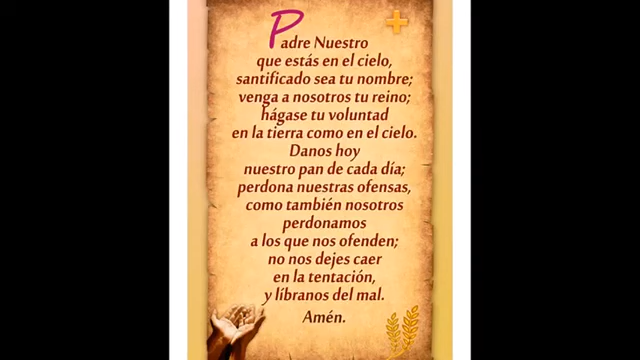 Padre Nuestro
que estás en el cielo,
santificado sea tu nombre;
venga a nosotros tu reino;
hágase tu voluntad
en la tierra como en el cielo.
Danos hoy
nuestro pan de cada día;
perdona nuestras ofensas,
como también nosotros
perdonamos
a los que nos ofenden;
no nos dejes caer
en la tentación,
y líbranos del mal.
Amén.